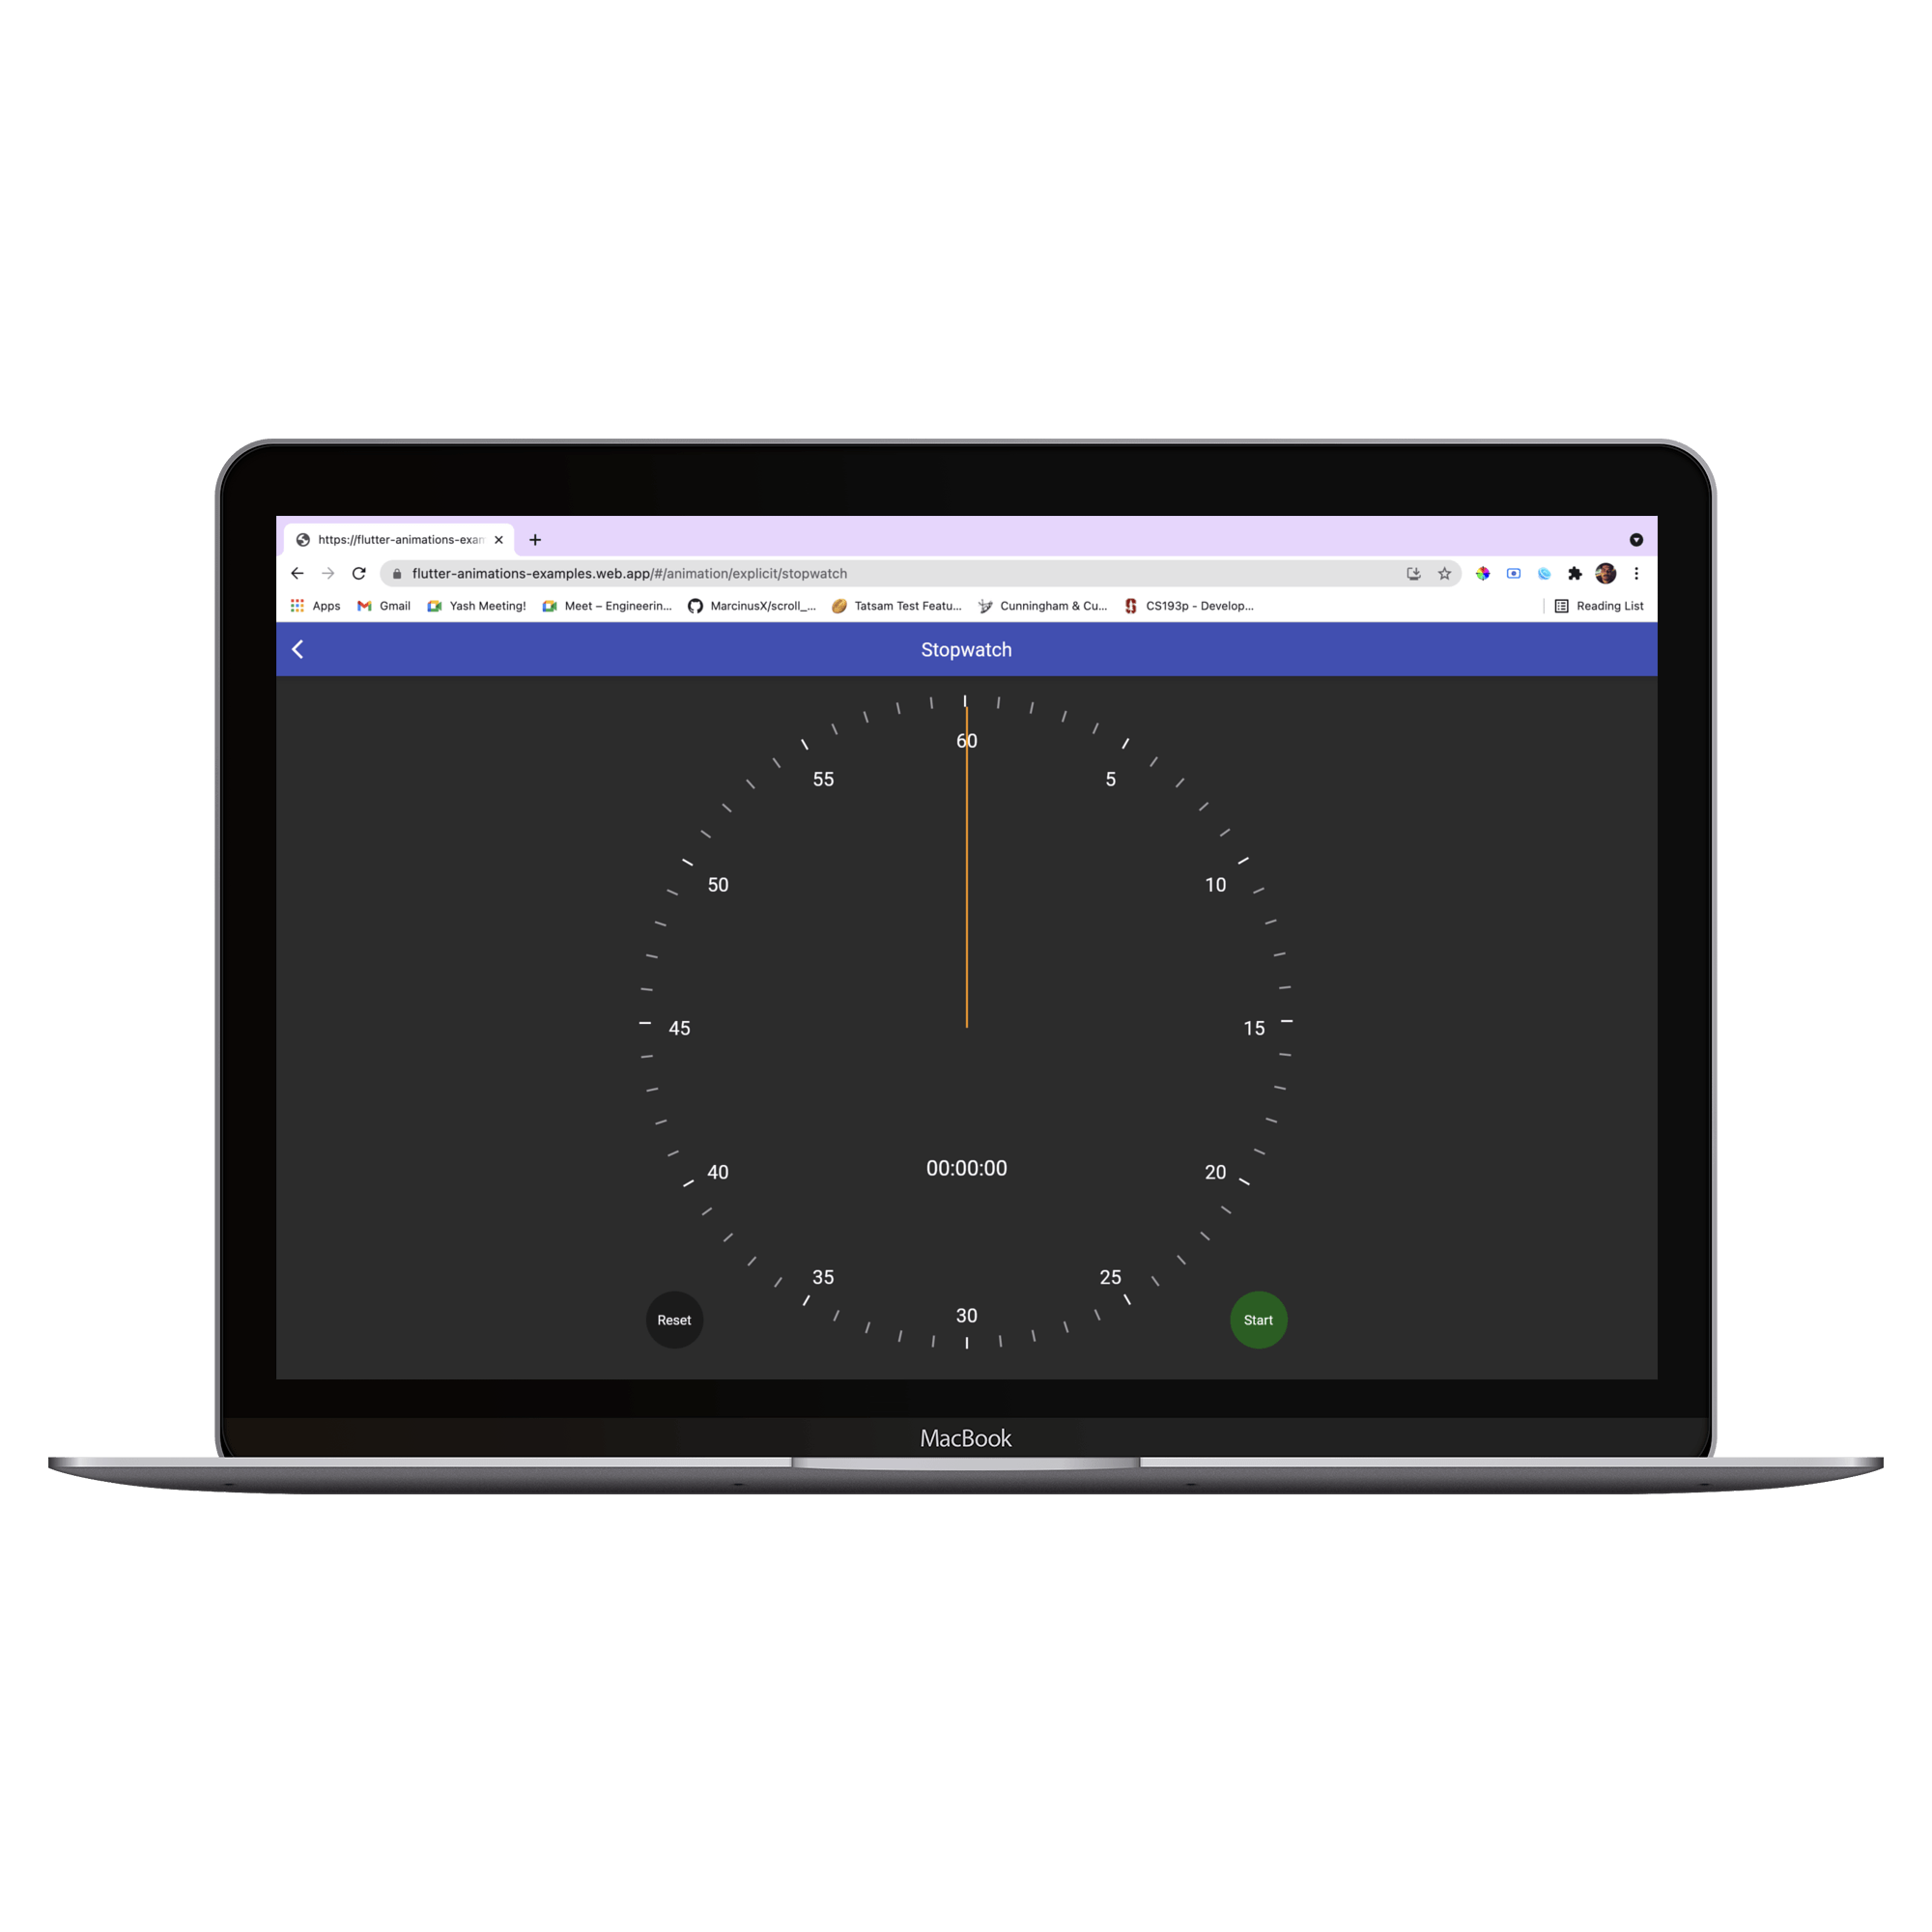 https://flutter-animations-exam
flutter-animations-examples.web.app/#/animation/explicit/stopwatch
Apps Gmail Yash Meeting! Meet – Engineerin... MarcinusX/scroll_... Tatsam Test Featu... Cunningham & Cu... CS193p - Develop... Reading List
Stopwatch
60
55 5
50 10
45 15
40 00:00:00 20
35 25
30
Reset Start
MacBook